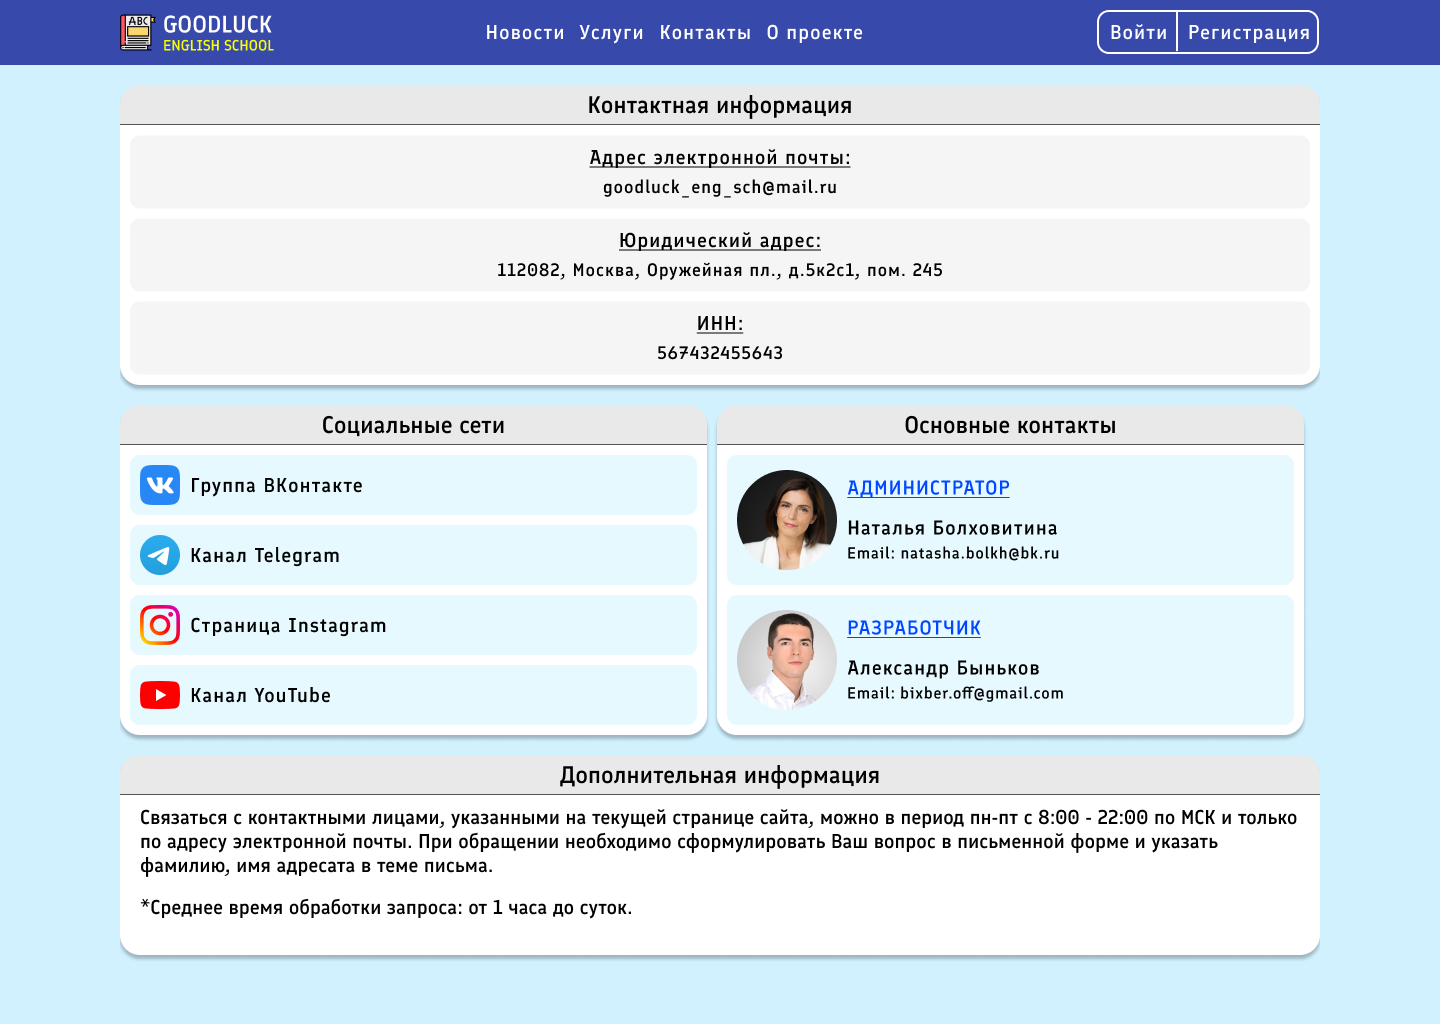 ABC
GOODLUCK
ENGLISH SCHOOL
Новости Услуги Контакты О проекте
Войти Регистрация
Контактная информация
Адрес электронной почты:
goodluck_eng_sch@mail.ru
Юридический адрес:
112082, Москва, Оружейная пл., д.5к2с1, пом. 245
ИНН:
567432455643
Социальные сети
Группа ВКонтакте
Канал Telegram
Страница Instagram
Канал YouTube
Основные контакты
АДМИНИСТРАТОР
Наталья Болховитина
Email: natasha.bolkh@bk.ru
РАЗРАБОТЧИК
Александр Быньков
Email: bixber.off@gmail.com
Дополнительная информация
Связаться с контактными лицами, указанными на текущей странице сайта, можно в период пн-пт с 8:00 - 22:00 по МСК и только
по адресу электронной почты. При обращении необходимо сформулировать Ваш вопрос в письменной форме и указать
фамилию, имя адресата в теме письма.
*Среднее время обработки запроса: от 1 часа до суток.